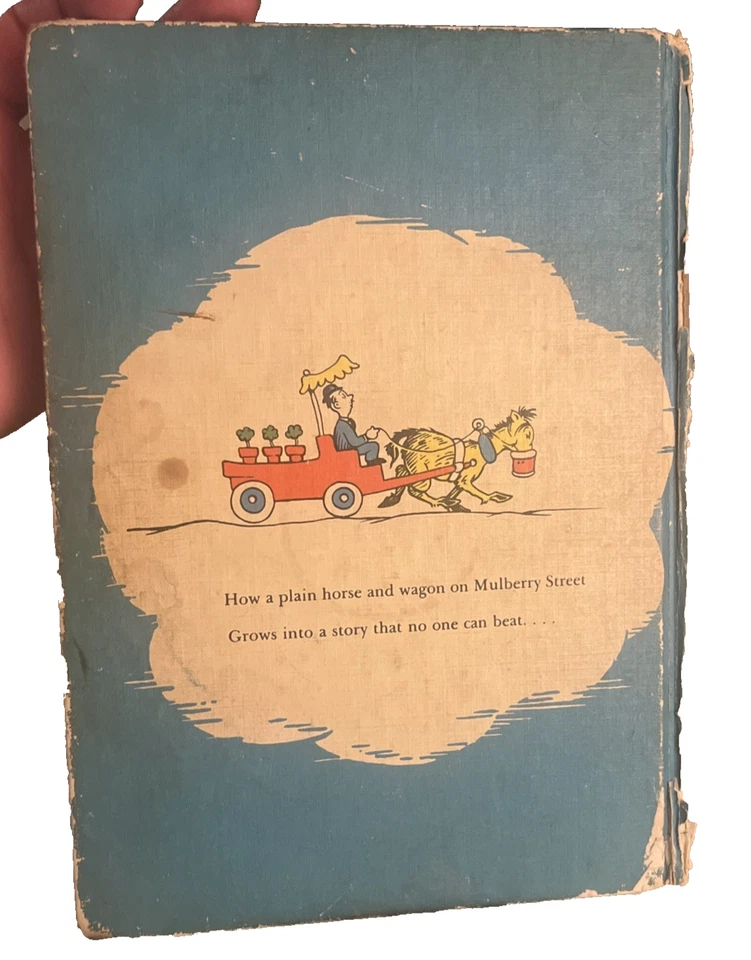 How a plain horse and wagon on Mulberry Street
Grows into a story that no one can beat. . . .